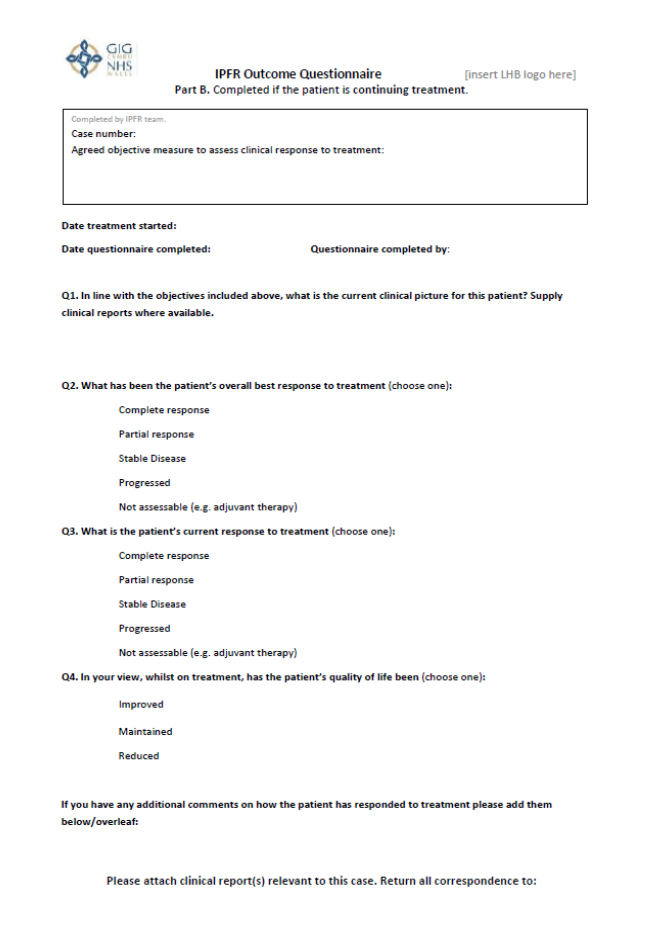 GIG
CYMRU
NHS
WALES
IPFR Outcome Questionnaire
[insert LHB logo here]
Part B. Completed if the patient is continuing treatment.
Completed by IPFR team.
Case number:
Agreed objective measure to assess clinical response to treatment:
Date treatment started:
Date questionnaire completed: Questionnaire completed by:
Q1. In line with the objectives included above, what is the current clinical picture for this patient? Supply
clinical reports where available.
Q2. What has been the patient’s overall best response to treatment (choose one):
Complete response
Partial response
Stable Disease
Progressed
Not assessable (e.g. adjuvant therapy)
Q3. What is the patient’s current response to treatment (choose one):
Complete response
Partial response
Stable Disease
Progressed
Not assessable (e.g. adjuvant therapy)
Q4. In your view, whilst on treatment, has the patient’s quality of life been (choose one):
Improved
Maintained
Reduced
If you have any additional comments on how the patient has responded to treatment please add them
below/overleaf:
Please attach clinical report(s) relevant to this case. Return all correspondence to: